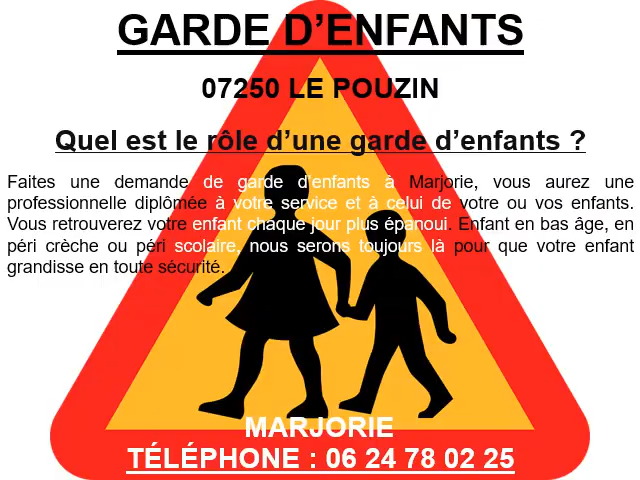 GARDE D’ENFANTS
07250 LE POUZIN
Quel est le rôle d’une garde d’enfants ?
Faites une demande de garde d’enfants à Marjorie, vous aurez une
professionnelle diplômée à votre service et à celui de votre ou vos enfants.
Vous retrouverez votre enfant chaque jour plus épanoui. Enfant en bas âge, en
péri crèche ou péri scolaire, nous serons toujours là pour que votre enfant
grandisse en toute sécurité.
MARJORIE
TÉLÉPHONE : 06 24 78 02 25